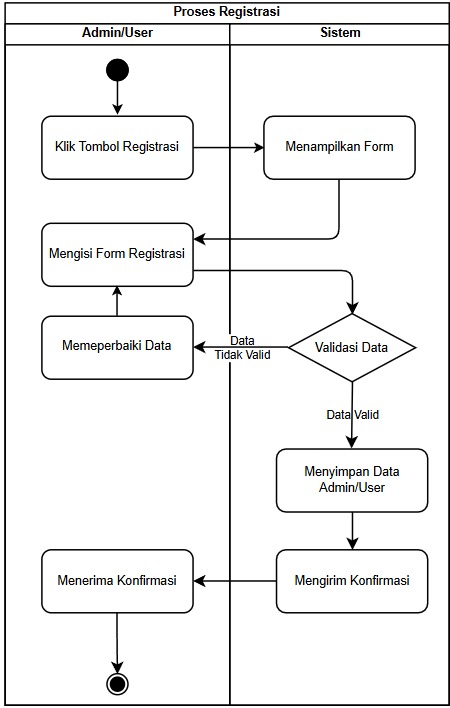 Proses Registrasi
Admin/User
Sistem
Klik Tombol Registrasi
Menampilkan Form
Mengisi Form Registrasi
Memeperbaiki Data
Data
Tidak Valid
Validasi Data
Data Valid
Menyimpan Data
Admin/User
Menerima Konfirmasi
Mengirim Konfirmasi